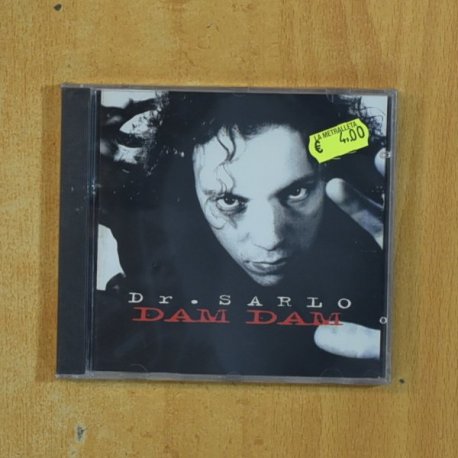 LA METRALLETA
€ 4.00
Dr. SARLO
DAM DAM